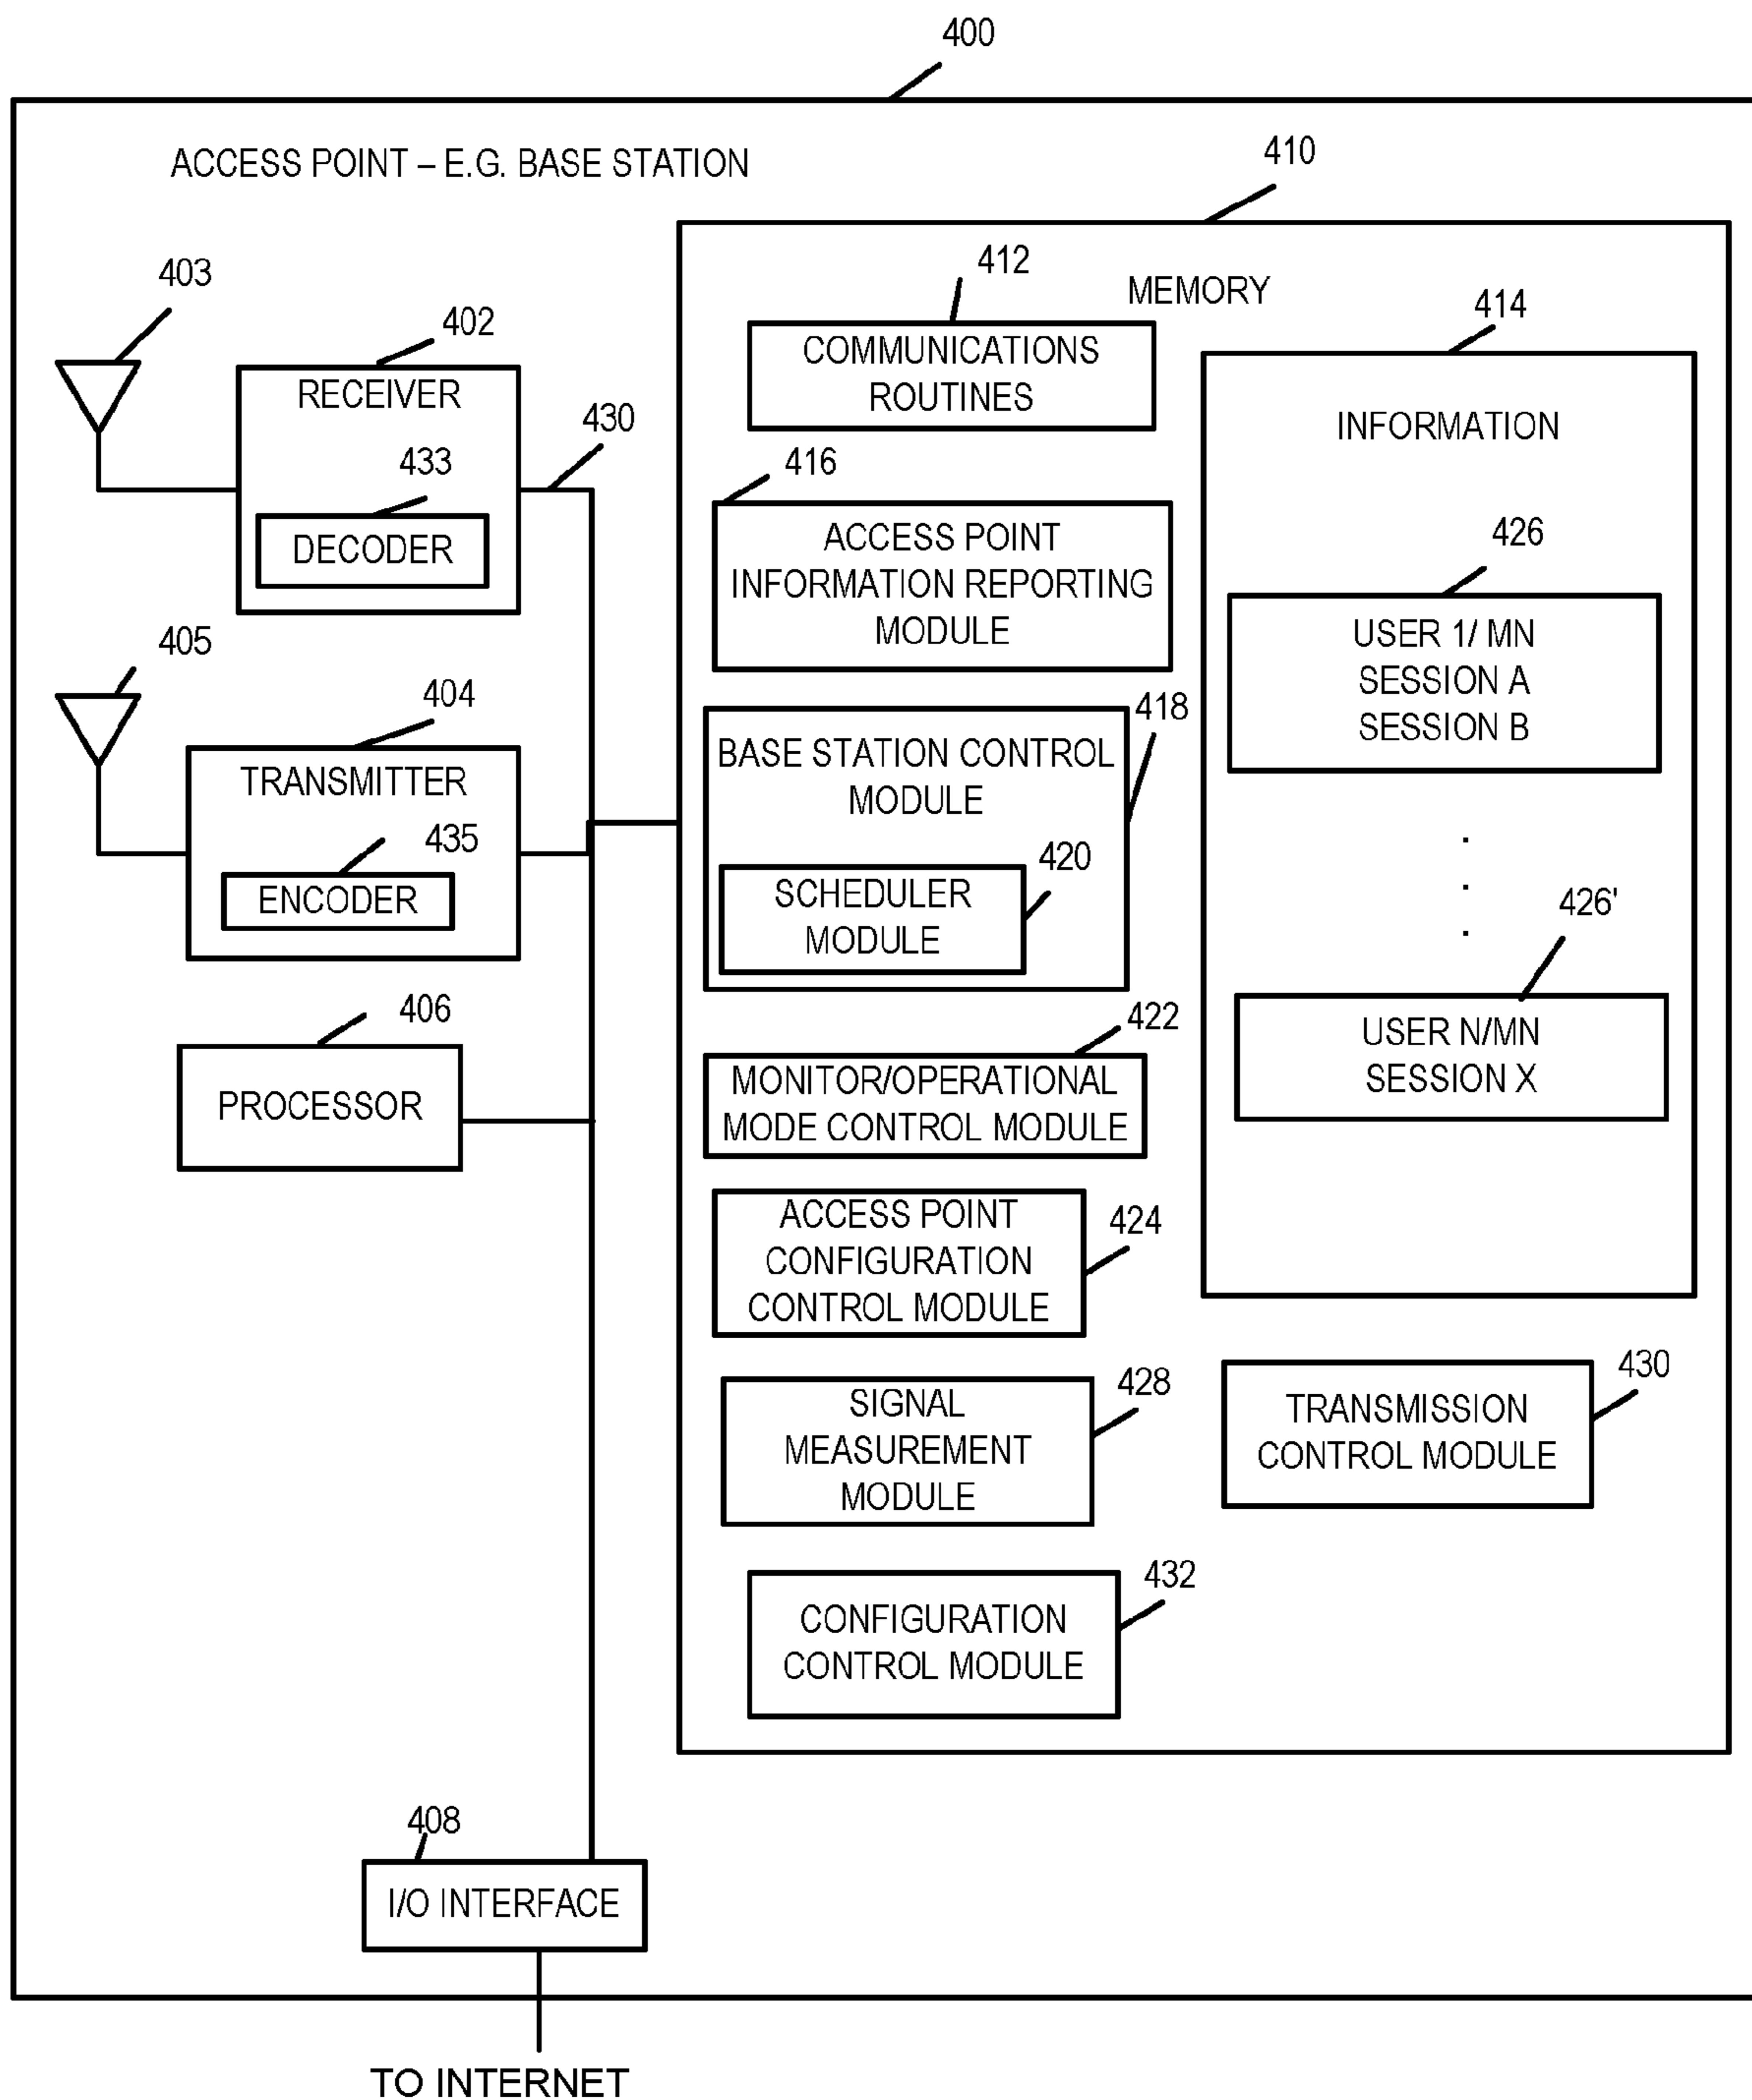 400
ACCESS POINT – E.G. BASE STATION
410
403
402
RECEIVER
433
DECODER
430
405
404
TRANSMITTER
435
ENCODER
406
PROCESSOR
408
I/O INTERFACE
TO INTERNET
MEMORY
412
COMMUNICATIONS
ROUTINES
416
ACCESS POINT
INFORMATION REPORTING
MODULE
418
BASE STATION CONTROL
MODULE
420
SCHEDULER
MODULE
422
MONITOR/OPERATIONAL
MODE CONTROL MODULE
424
ACCESS POINT
CONFIGURATION
CONTROL MODULE
428
SIGNAL
MEASUREMENT
MODULE
432
CONFIGURATION
CONTROL MODULE
414
INFORMATION
426
USER 1/ MN
SESSION A
SESSION B
.
.
.
426'
USER N/MN
SESSION X
430
TRANSMISSION
CONTROL MODULE